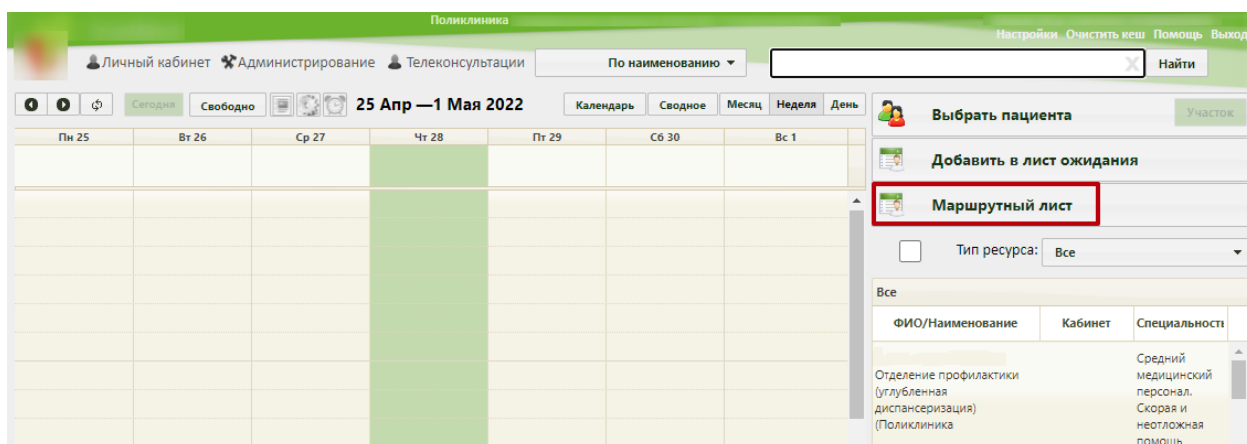 Поликлиника
Настройки Очистить кеш Помощь Выход
Личный кабинет Администрирование Телеконсультации По наименованию X Найти
Сегодня Свободно 25 Апр —1 Мая 2022 Календарь Сводное Месяц Неделя День
Пн 25 Вт 26 Ср 27 Чт 28 Пт 29 Сб 30 Вс 1
Выбрать пациента Участок
Добавить в лист ожидания
Маршрутный лист
Тип ресурса: Все
Все
ФИО/Наименование Кабинет Специальность
Отделение профилактики
(углубленная
диспансеризация)
(Поликлиника
Средний
медицинский
персонал.
Скорая и
неотложная
помощь